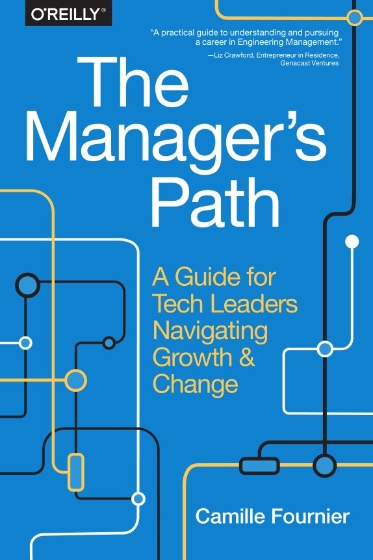 O'REILLY®
"A practical guide to understanding and pursuing
a career in Engineering Management."
—Liz Crawford, Entrepreneur in Residence,
Genacast Ventures
The
Manager's
Path
A Guide for
Tech Leaders
Navigating
Growth &
Change
Camille Fournier